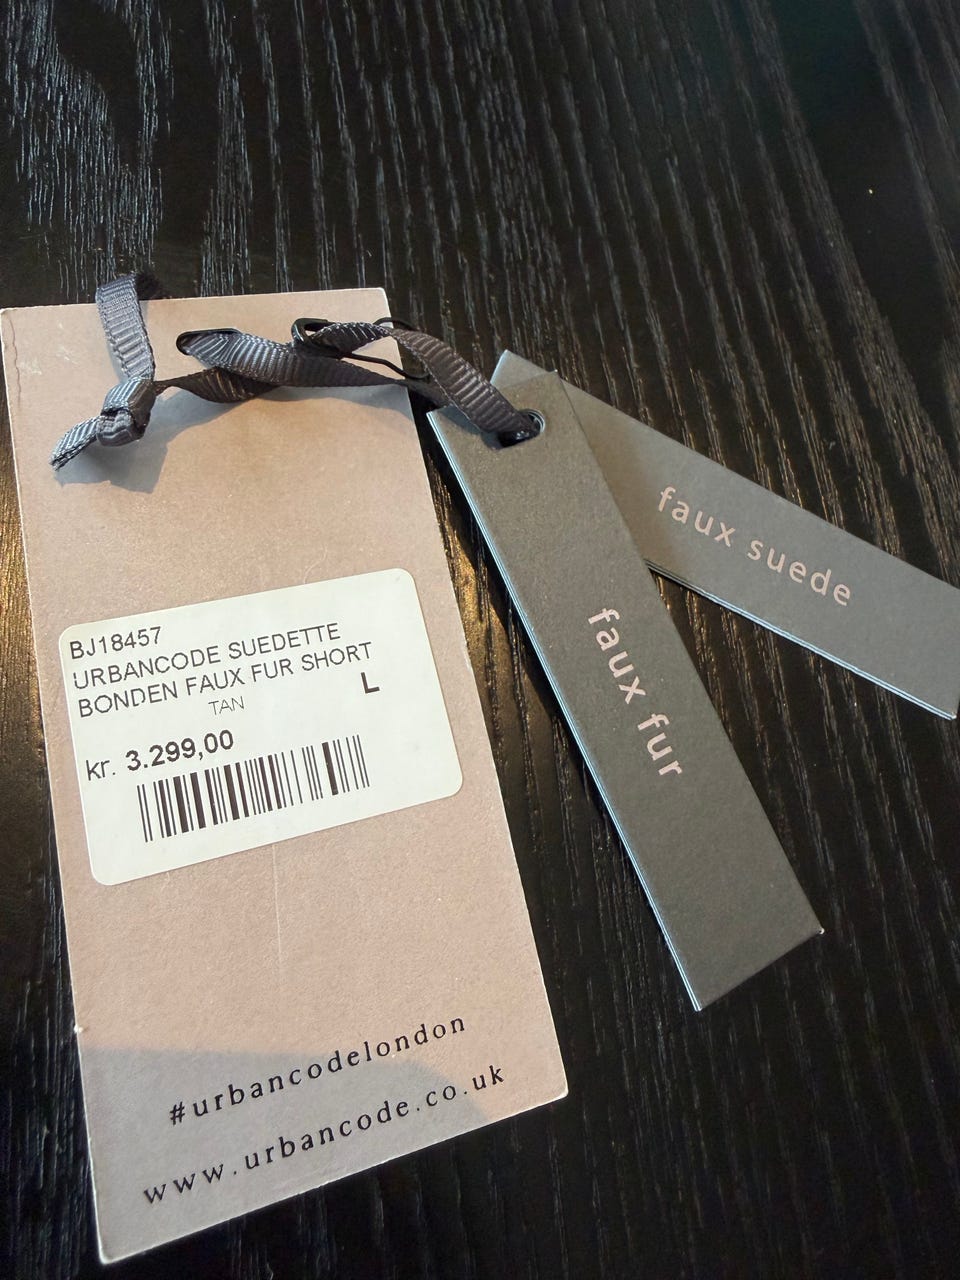 BJ18457
URBANCODE SUEDETTE
BONDEN FAUX FUR SHORT
TAN L
kr. 3.299,00
#urbancodelondon
www.urbancode.co.uk
faux fur
faux suede